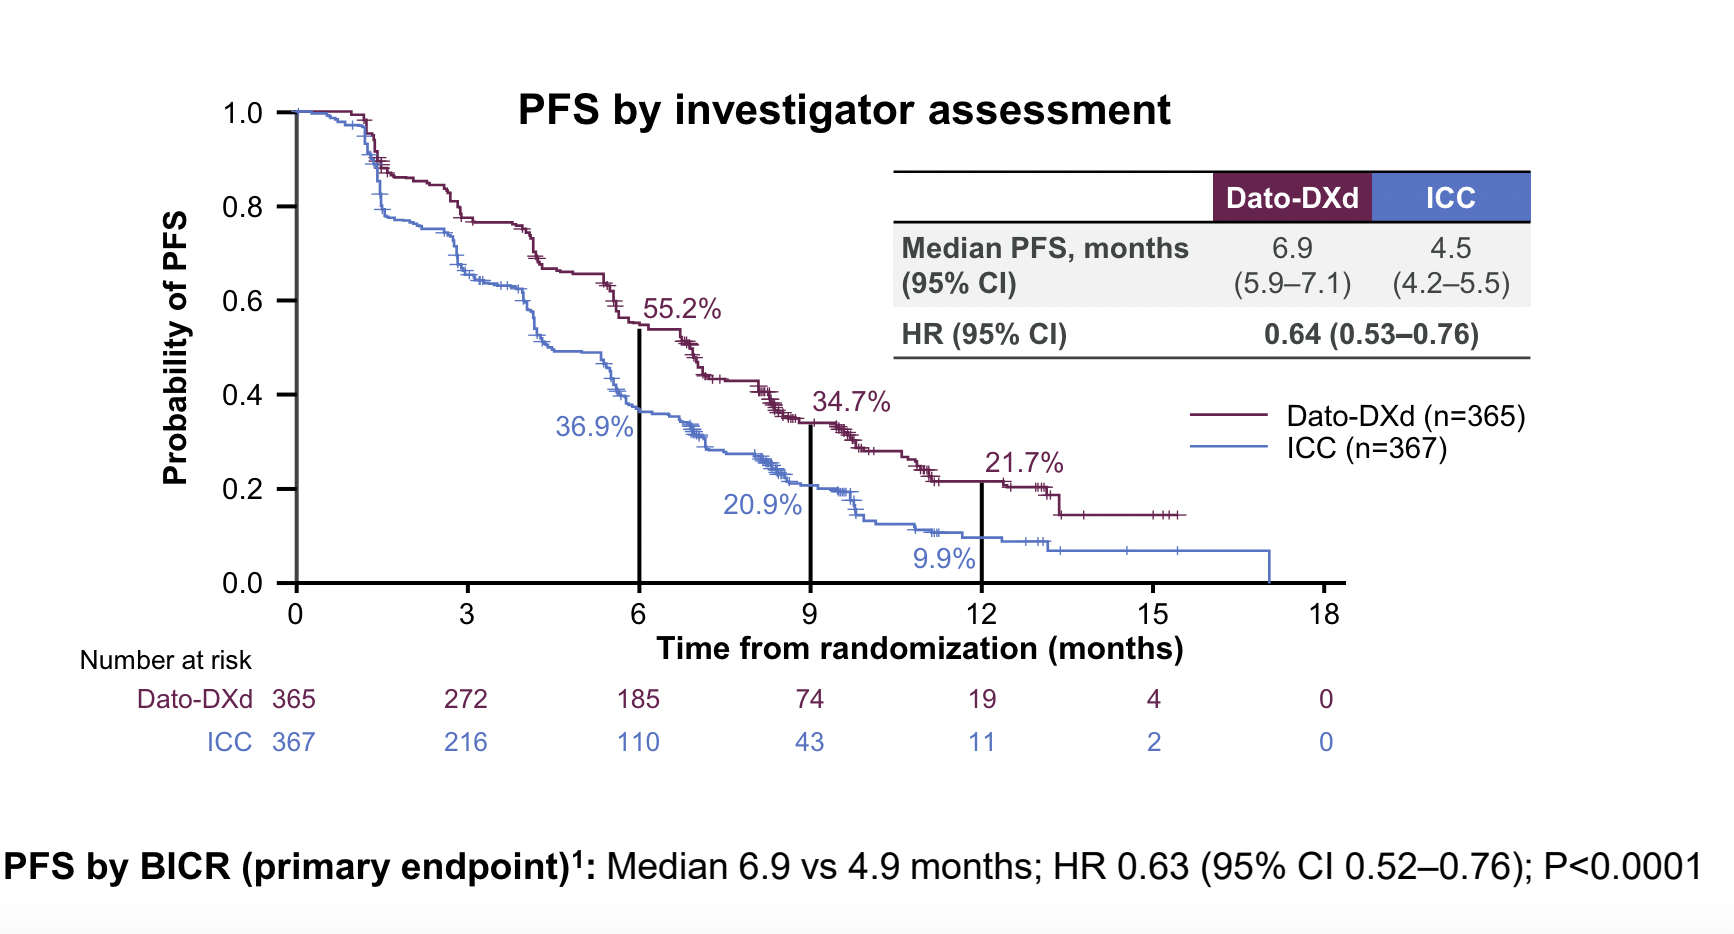 PFS by investigator assessment
Dato-DXd ICC
Median PFS, months 6.9 4.5
(95% CI) (5.9–7.1) (4.2–5.5)
HR (95% CI) 0.64 (0.53–0.76)
Dato-DXd (n=365)
ICC (n=367)
Probability of PFS
1.0
0.8
0.6
0.4
0.2
0.0
55.2%
36.9%
34.7%
20.9%
21.7%
9.9%
0 3 6 9 12 15 18
Time from randomization (months)
Number at risk
Dato-DXd 365 272 185 74 19 4 0
ICC 367 216 110 43 11 2 0
PFS by BICR (primary endpoint)¹: Median 6.9 vs 4.9 months; HR 0.63 (95% CI 0.52–0.76); P<0.0001